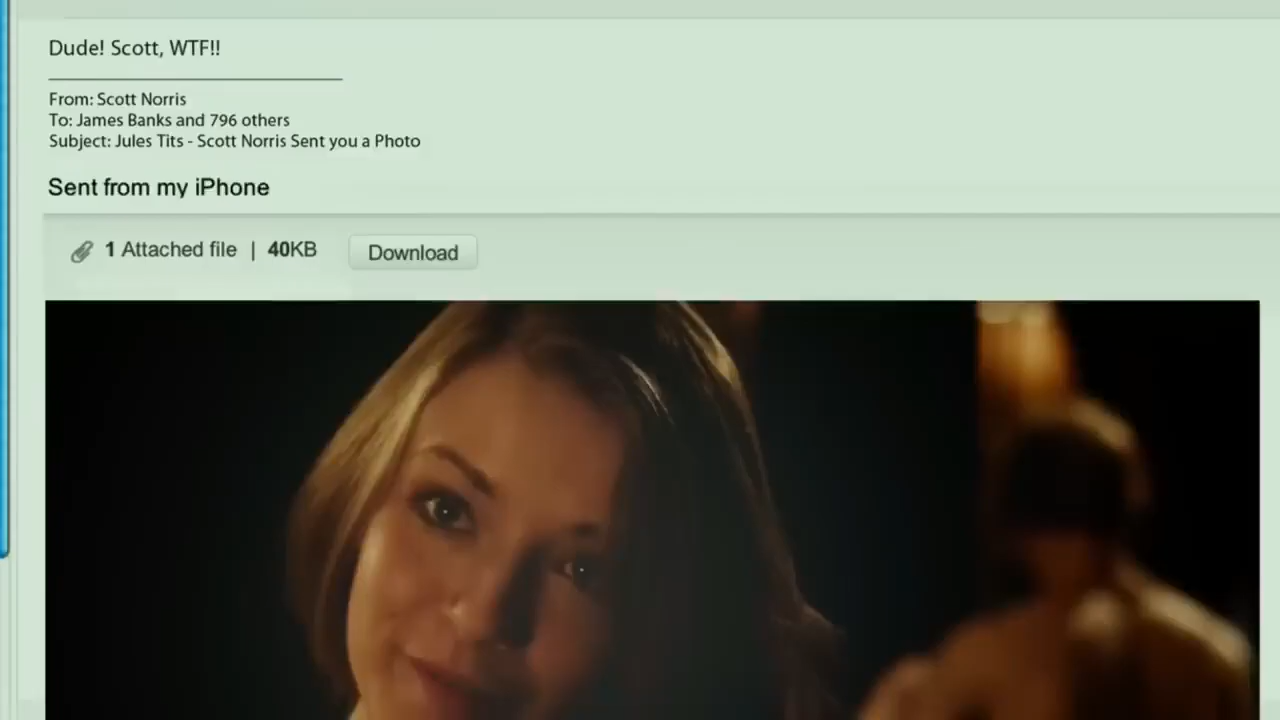 Dude! Scott, WTF!!
From: Scott Norris
To: James Banks and 796 others
Subject: Jules Tits - Scott Norris Sent you a Photo
Sent from my iPhone
1 Attached file | 40KB Download